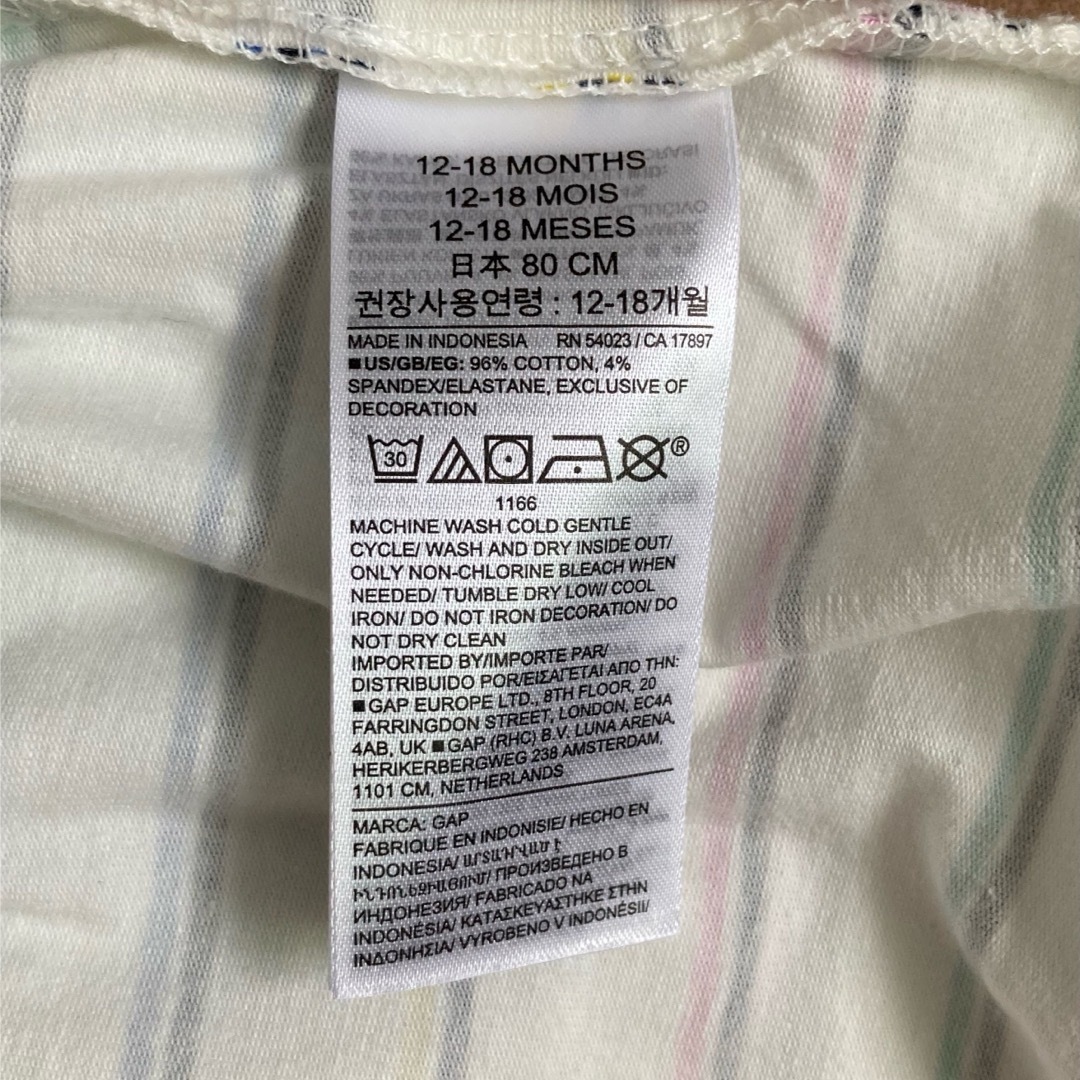 12-18 MONTHS
12-18 MOIS
12-18 MESES
日本 80 CM
권장사용연령 : 12-18개월
MADE IN INDONESIA RN 54023 / CA 17897
■US/GB/EG: 96% COTTON, 4%
SPANDEX/ELASTANE, EXCLUSIVE OF
DECORATION
30 ®
1166
MACHINE WASH COLD GENTLE
CYCLE/ WASH AND DRY INSIDE OUT/
ONLY NON-CHLORINE BLEACH WHEN
NEEDED/ TUMBLE DRY LOW/ COOL
IRON/ DO NOT IRON DECORATION/ DO
NOT DRY CLEAN
IMPORTED BY/IMPORTE PAR/
DISTRIBUIDO POR/ΕΙΣΑΓΕΤΑΙ ΑΠΟ ΤΗΝ:
■GAP EUROPE LTD., 8TH FLOOR, 20
FARRINGDON STREET, LONDON, EC4A
4AB, UK ■GAP (RHC) B.V. LUNA ARENA,
HERIKERBERGWEG 238 AMSTERDAM,
1101 CM, NETHERLANDS
MARCA: GAP
FABRIQUE EN INDONISIE/ HECHO EN
INDONESIA/ ԱՐՏԱԴՐՎԱԾ Է
ԻՆԴՈՆԵԶԻԱՅՈՒՄ/ ПРОИЗВЕДЕНО В
ИНДОНЕЗИЯ/ FABRICADO NA
INDONÉSIA/ ΚΑΤΑΣΚΕΥΑΣΤΗΚΕ ΣΤΗΝ
ΙΝΔΟΝΗΣΙΑ/ VYROBENO V INDONÉSII/